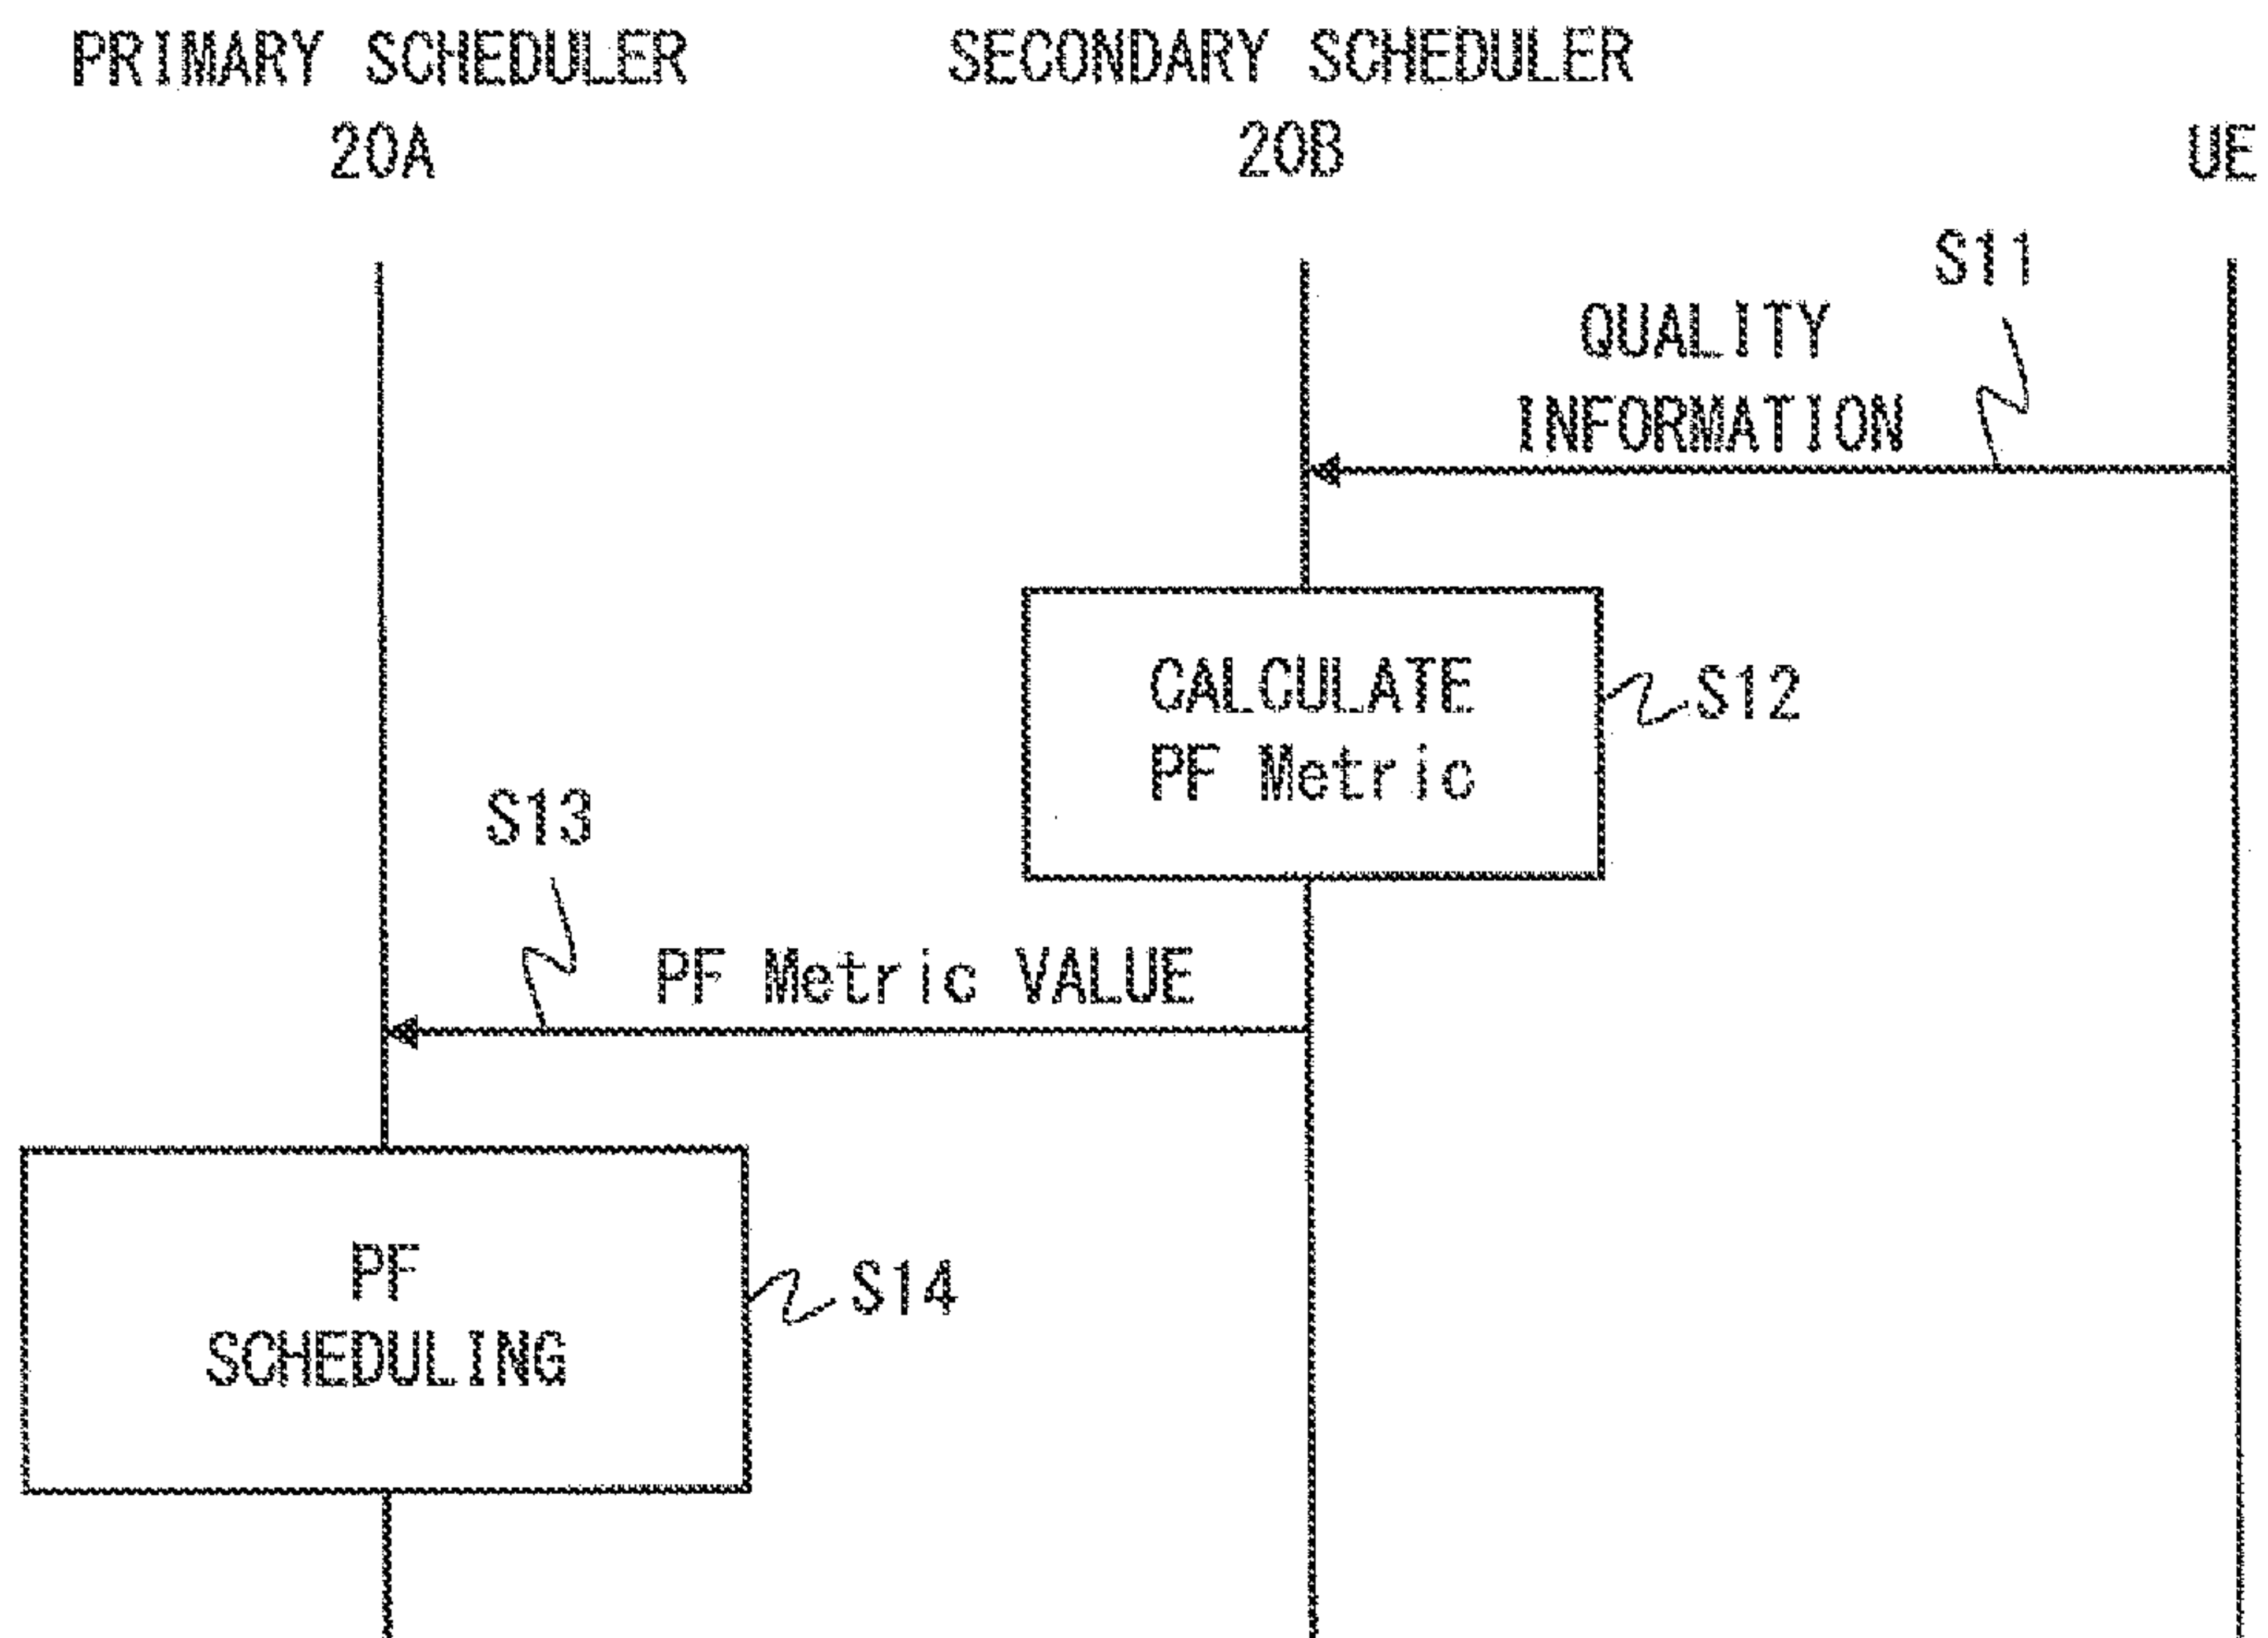 PRIMARY SCHEDULER
20A
SECONDARY SCHEDULER
20B
UE
S11
QUALITY
INFORMATION
CALCULATE
PF Metric
S12
S13
PF Metric VALUE
PF
SCHEDULING
S14